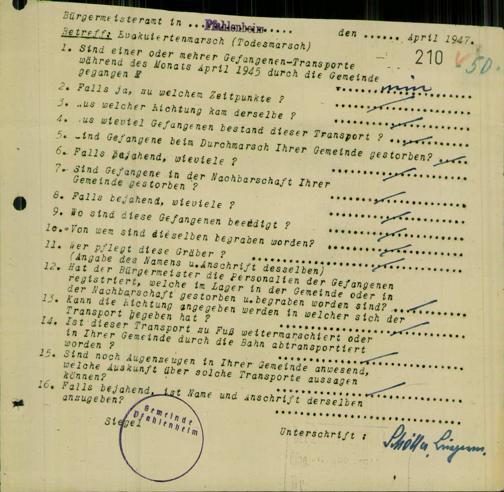 Bürgermeisteramt in ..Pfahlenheim..... den ...... April 1947.
Betreff: Evakuiertenmarsch (Todesmarsch)
210
50.
1. Sind einer oder mehrer Gefangenen-Transporte
während des Monats April 1945 durch die Gemeinde
gegangen ? nein
2. Falls ja, zu welchem Zeitpunkte ?
3. Aus welcher Richtung kam derselbe ?
4. Aus wieviel Gefangenen bestand dieser Transport ?
5. Sind Gefangene beim Durchmarsch Ihrer Gemeinde gestorben?
6. Falls bejahend, wieviele ?
7. Sind Gefangene in der Nachbarschaft Ihrer
Gemeinde gestorben ?
8. Falls bejahend, wieviele ?
9. Wo sind diese Gefangenen beerdigt ?
10. Von wem sind dieselben begraben worden?
11. Wer pflegt diese Gräber ?
(Angabe des Namens u.Anschrift desselben)
12. Hat der Bürgermeister die Personalien der Gefangenen
registriert, welche im Lager in der Gemeinde oder in
der Nachbarschaft gestorben u.begraben worden sind?
13. Kann die Richtung angegeben werden in welcher sich der
Transport begeben hat ?
14. Ist dieser Transport zu Fuß weitermarschiert oder
in Ihrer Gemeinde durch die Bahn abtransportiert
worden ?
15. Sind noch Augenzeugen in Ihrer Gemeinde anwesend,
welche Auskunft über solche Transporte aussagen
können?
16. Falls bejahend, ist Name und Anschrift derselben
anzugeben?
Siegel
Gemeinde
Pfahlenheim
Unterschrift :